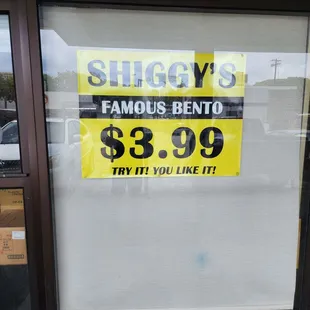 SHIGGY'S
FAMOUS BENTO
$3.99
TRY IT! YOU LIKE IT!